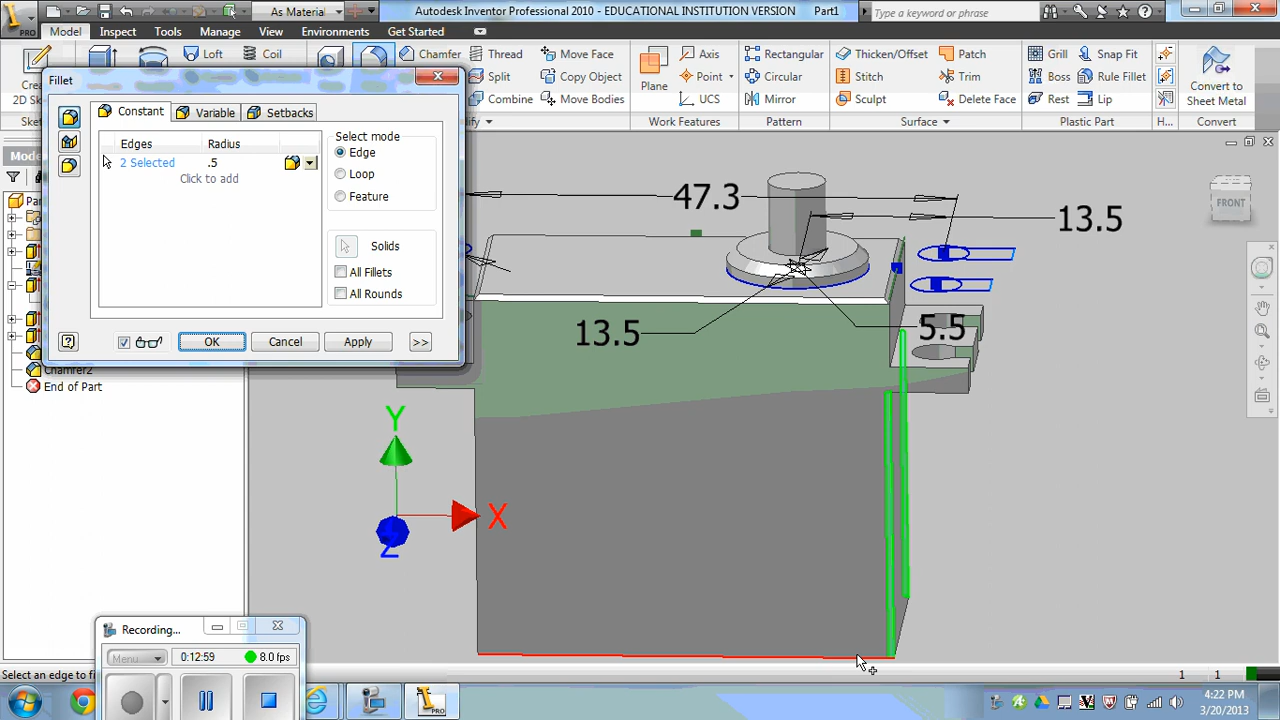 As Material
Autodesk Inventor Professional 2010 - EDUCATIONAL INSTITUTION VERSION Part1
Type a keyword or phrase
PRO
Model Inspect Tools Manage View Environments Get Started
Loft Coil Chamfer Thread Move Face Axis Rectangular Thicken/Offset Patch Grill Snap Fit
Split Copy Object Plane Point Circular Stitch Trim Boss Rule Fillet Convert to Sheet Metal
2D Sk
Combine Move Bodies UCS Mirror Sculpt Delete Face Rest Lip
Work Features Pattern Surface Plastic Part H... Convert
Fillet
Constant Variable Setbacks
Edges Radius
2 Selected .5
Click to add
Select mode
Edge
Loop
Feature
Solids
All Fillets
All Rounds
OK Cancel Apply >>
Chamfer2
End of Part
47.3
13.5
13.5
5.5
FRONT
Y
X
Z
Recording...
Menu 0:12:59 8.0 fps
Select an edge to fi
1 1
PRO
4:22 PM
3/20/2013